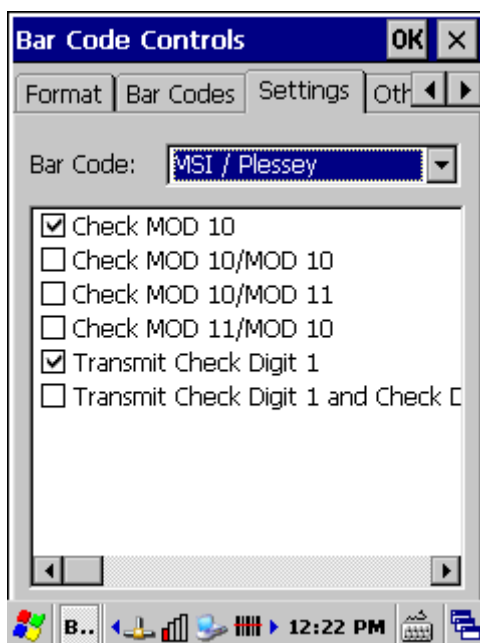 Bar Code Controls OK
Format Bar Codes Settings Oth
Bar Code: MSI / Plessey
Check MOD 10
Check MOD 10/MOD 10
Check MOD 10/MOD 11
Check MOD 11/MOD 10
Transmit Check Digit 1
Transmit Check Digit 1 and Check D
B.. 12:22 PM